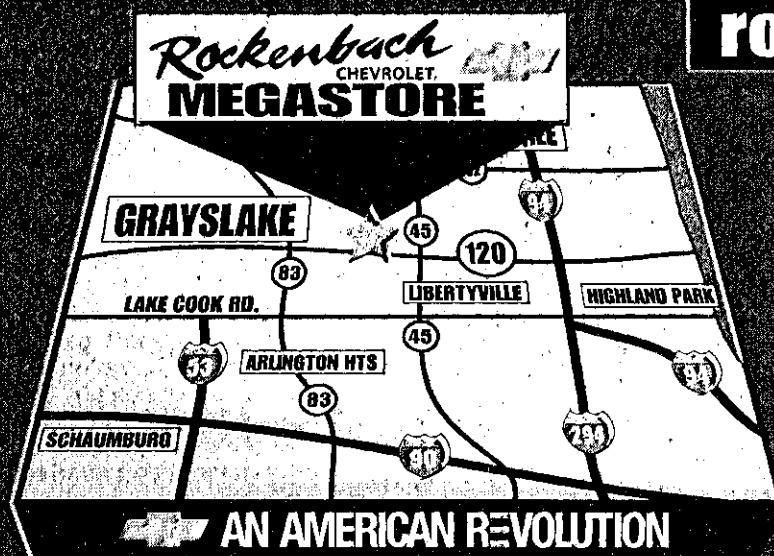 ro
Rockenbach
CHEVROLET
MEGASTORE
94
GRAYSLAKE
45
120
83
LIBERTYVILLE
HIGHLAND PARK
LAKE COOK RD.
45
53
ARLINGTON HTS
94
83
SCHAUMBURG
90
294
AN AMERICAN REVOLUTION